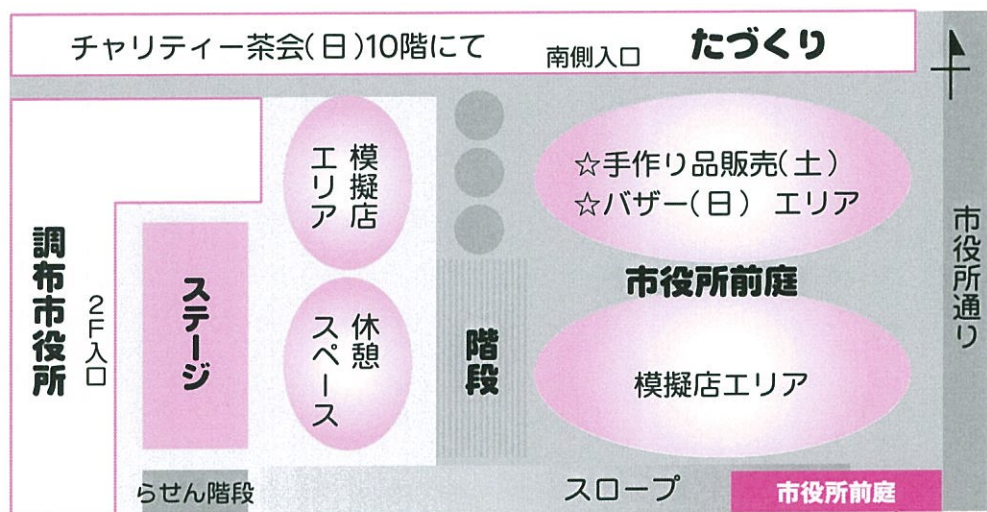 チャリティー茶会(日)10階にて
南側入口
たづくり
模擬店
エリア
☆手作り品販売(土)
☆バザー(日) エリア
市役所通り
調布市役所
2F入口
ステージ
休憩
スペース
階段
市役所前庭
模擬店エリア
らせん階段
スロープ
市役所前庭